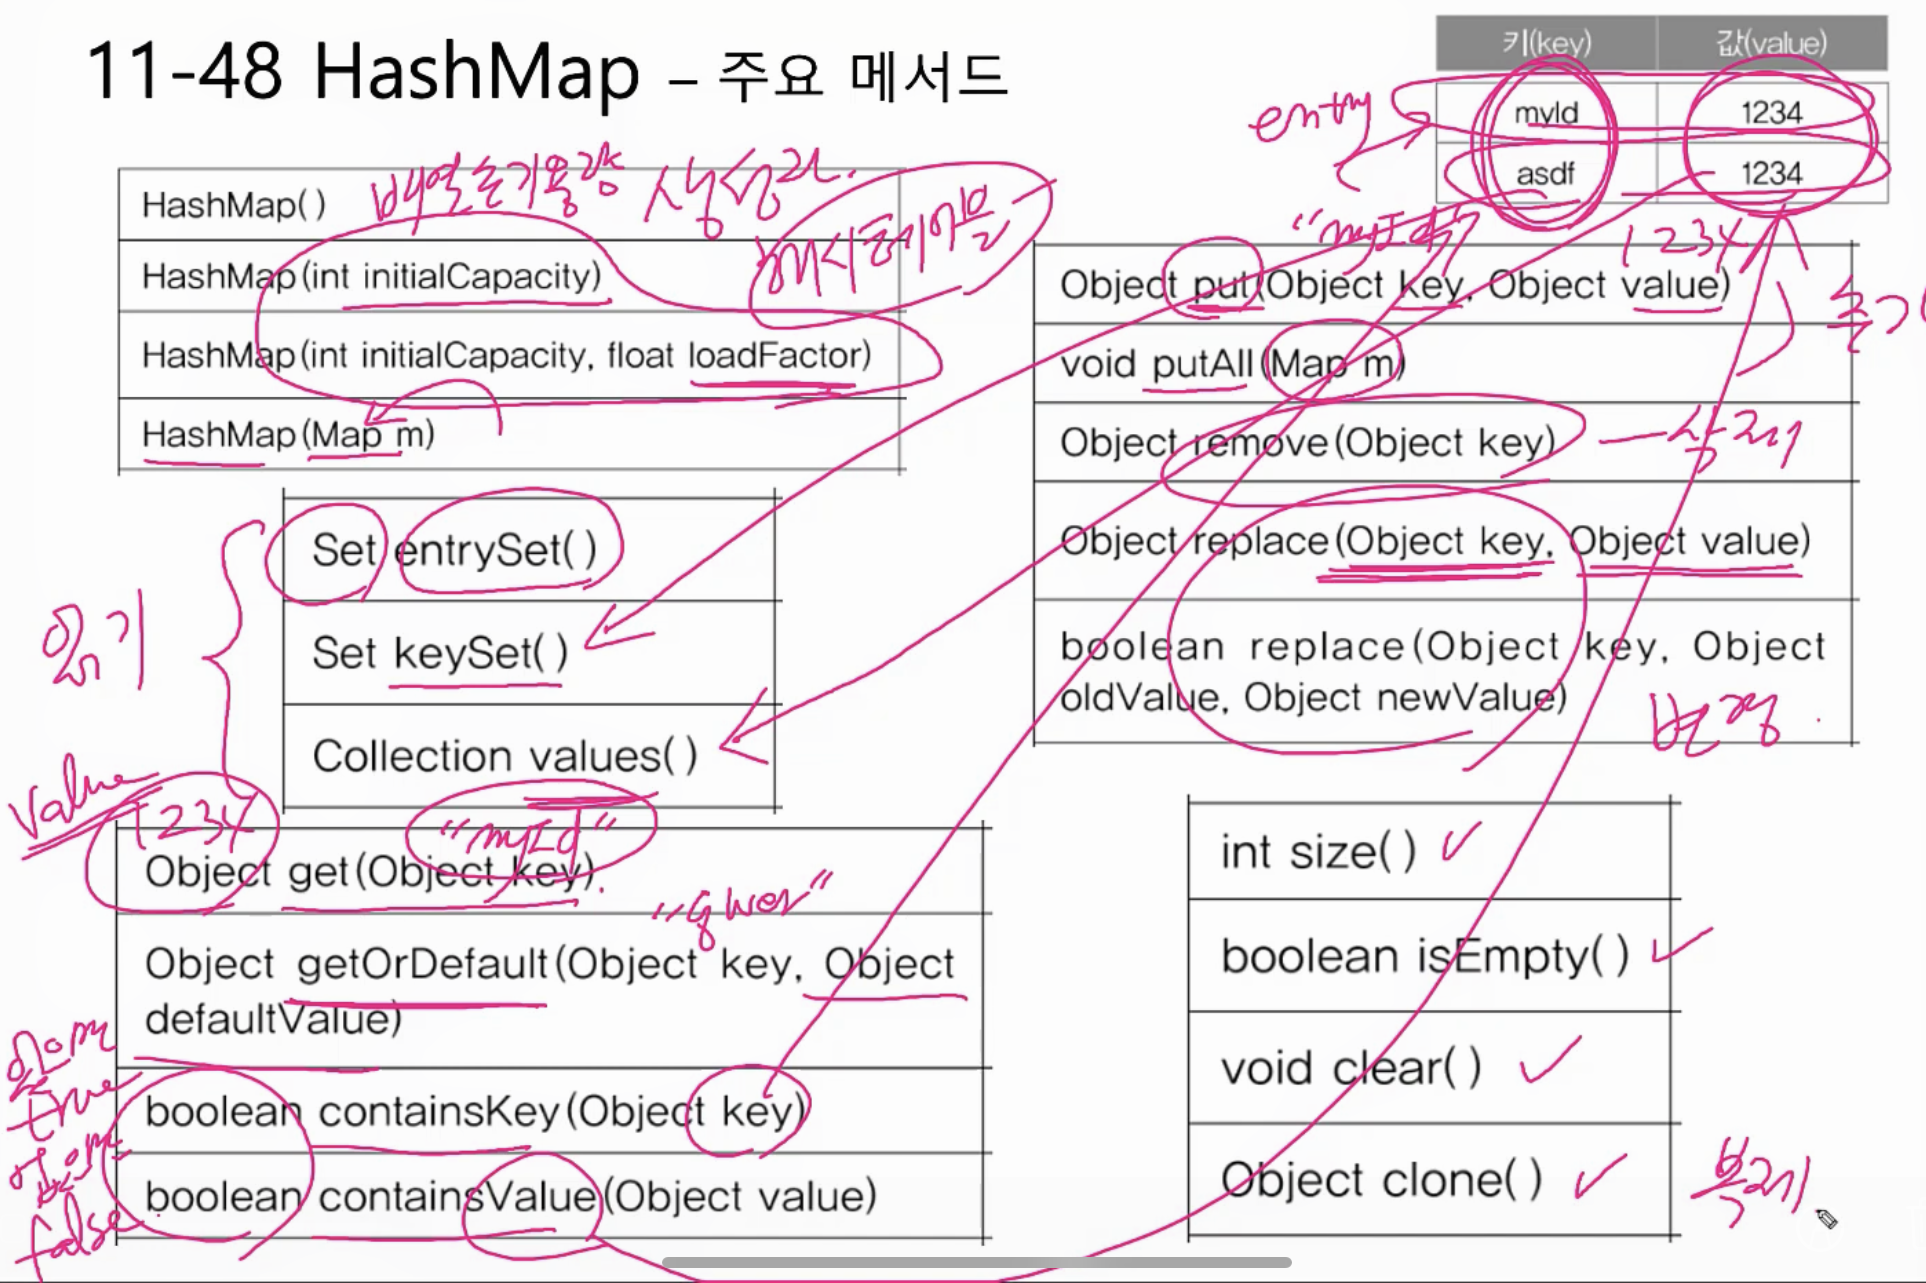 11-48 HashMap – 주요 메서드
키(key) 값(value)
myId 1234
asdf 1234
entry
배열초기용량 생성자.
해시테이블
HashMap()
HashMap(int initialCapacity)
HashMap(int initialCapacity, float loadFactor)
HashMap(Map m)
1234
Object put(Object key, Object value)
void putAll(Map m)
Object remove(Object key)
삭제
Object replace(Object key, Object value)
boolean replace(Object key, Object
oldValue, Object newValue)
변경
읽기
Set entrySet()
Set keySet()
Collection values()
value
1234 "myId"
Object get(Object key)
Object getOrDefault(Object key, Object
defaultValue)
있으면
true
없으면
false
boolean containsKey(Object key)
boolean containsValue(Object value)
int size()
boolean isEmpty()
void clear()
Object clone()
복제